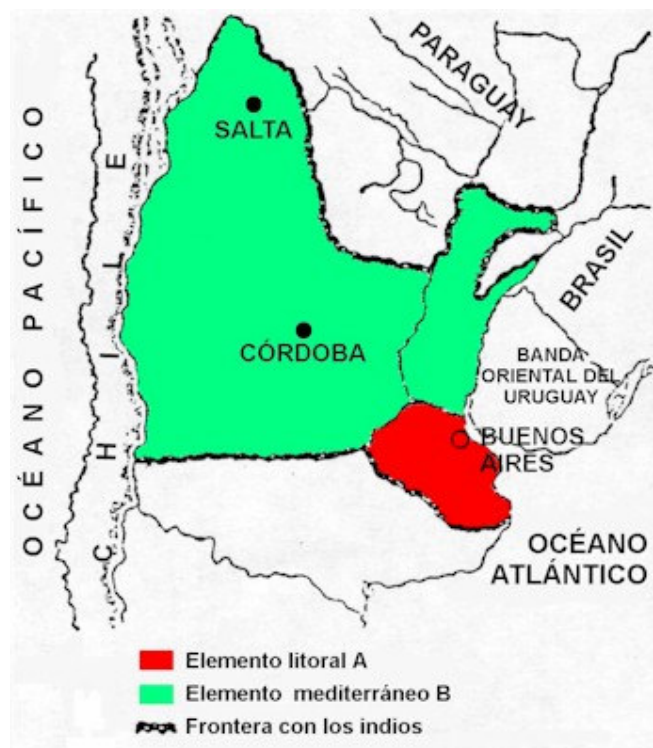 PARAGUAY
SALTA
OCÉANO PACÍFICO
CHILE
BRASIL
CÓRDOBA
BANDA
ORIENTAL DEL
URUGUAY
BUENOS
AIRES
OCÉANO
ATLÁNTICO
Elemento litoral A
Elemento mediterráneo B
Frontera con los indios